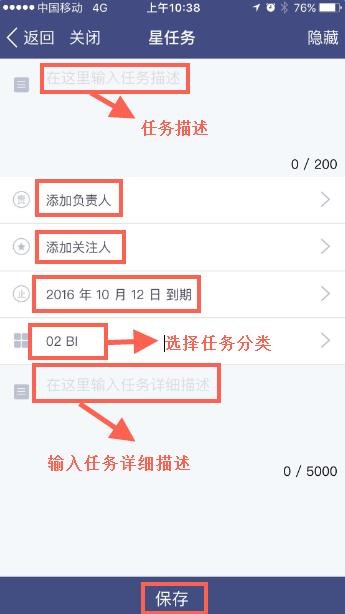 中国移动 4G 上午10:38 76%
返回 关闭 星任务 隐藏
在这里输入任务描述
任务描述
0 / 200
责 添加负责人
添加关注人
止 2016 年 10 月 12 日 到期
02 BI 选择任务分类
在这里输入任务详细描述
输入任务详细描述
0 / 5000
保存